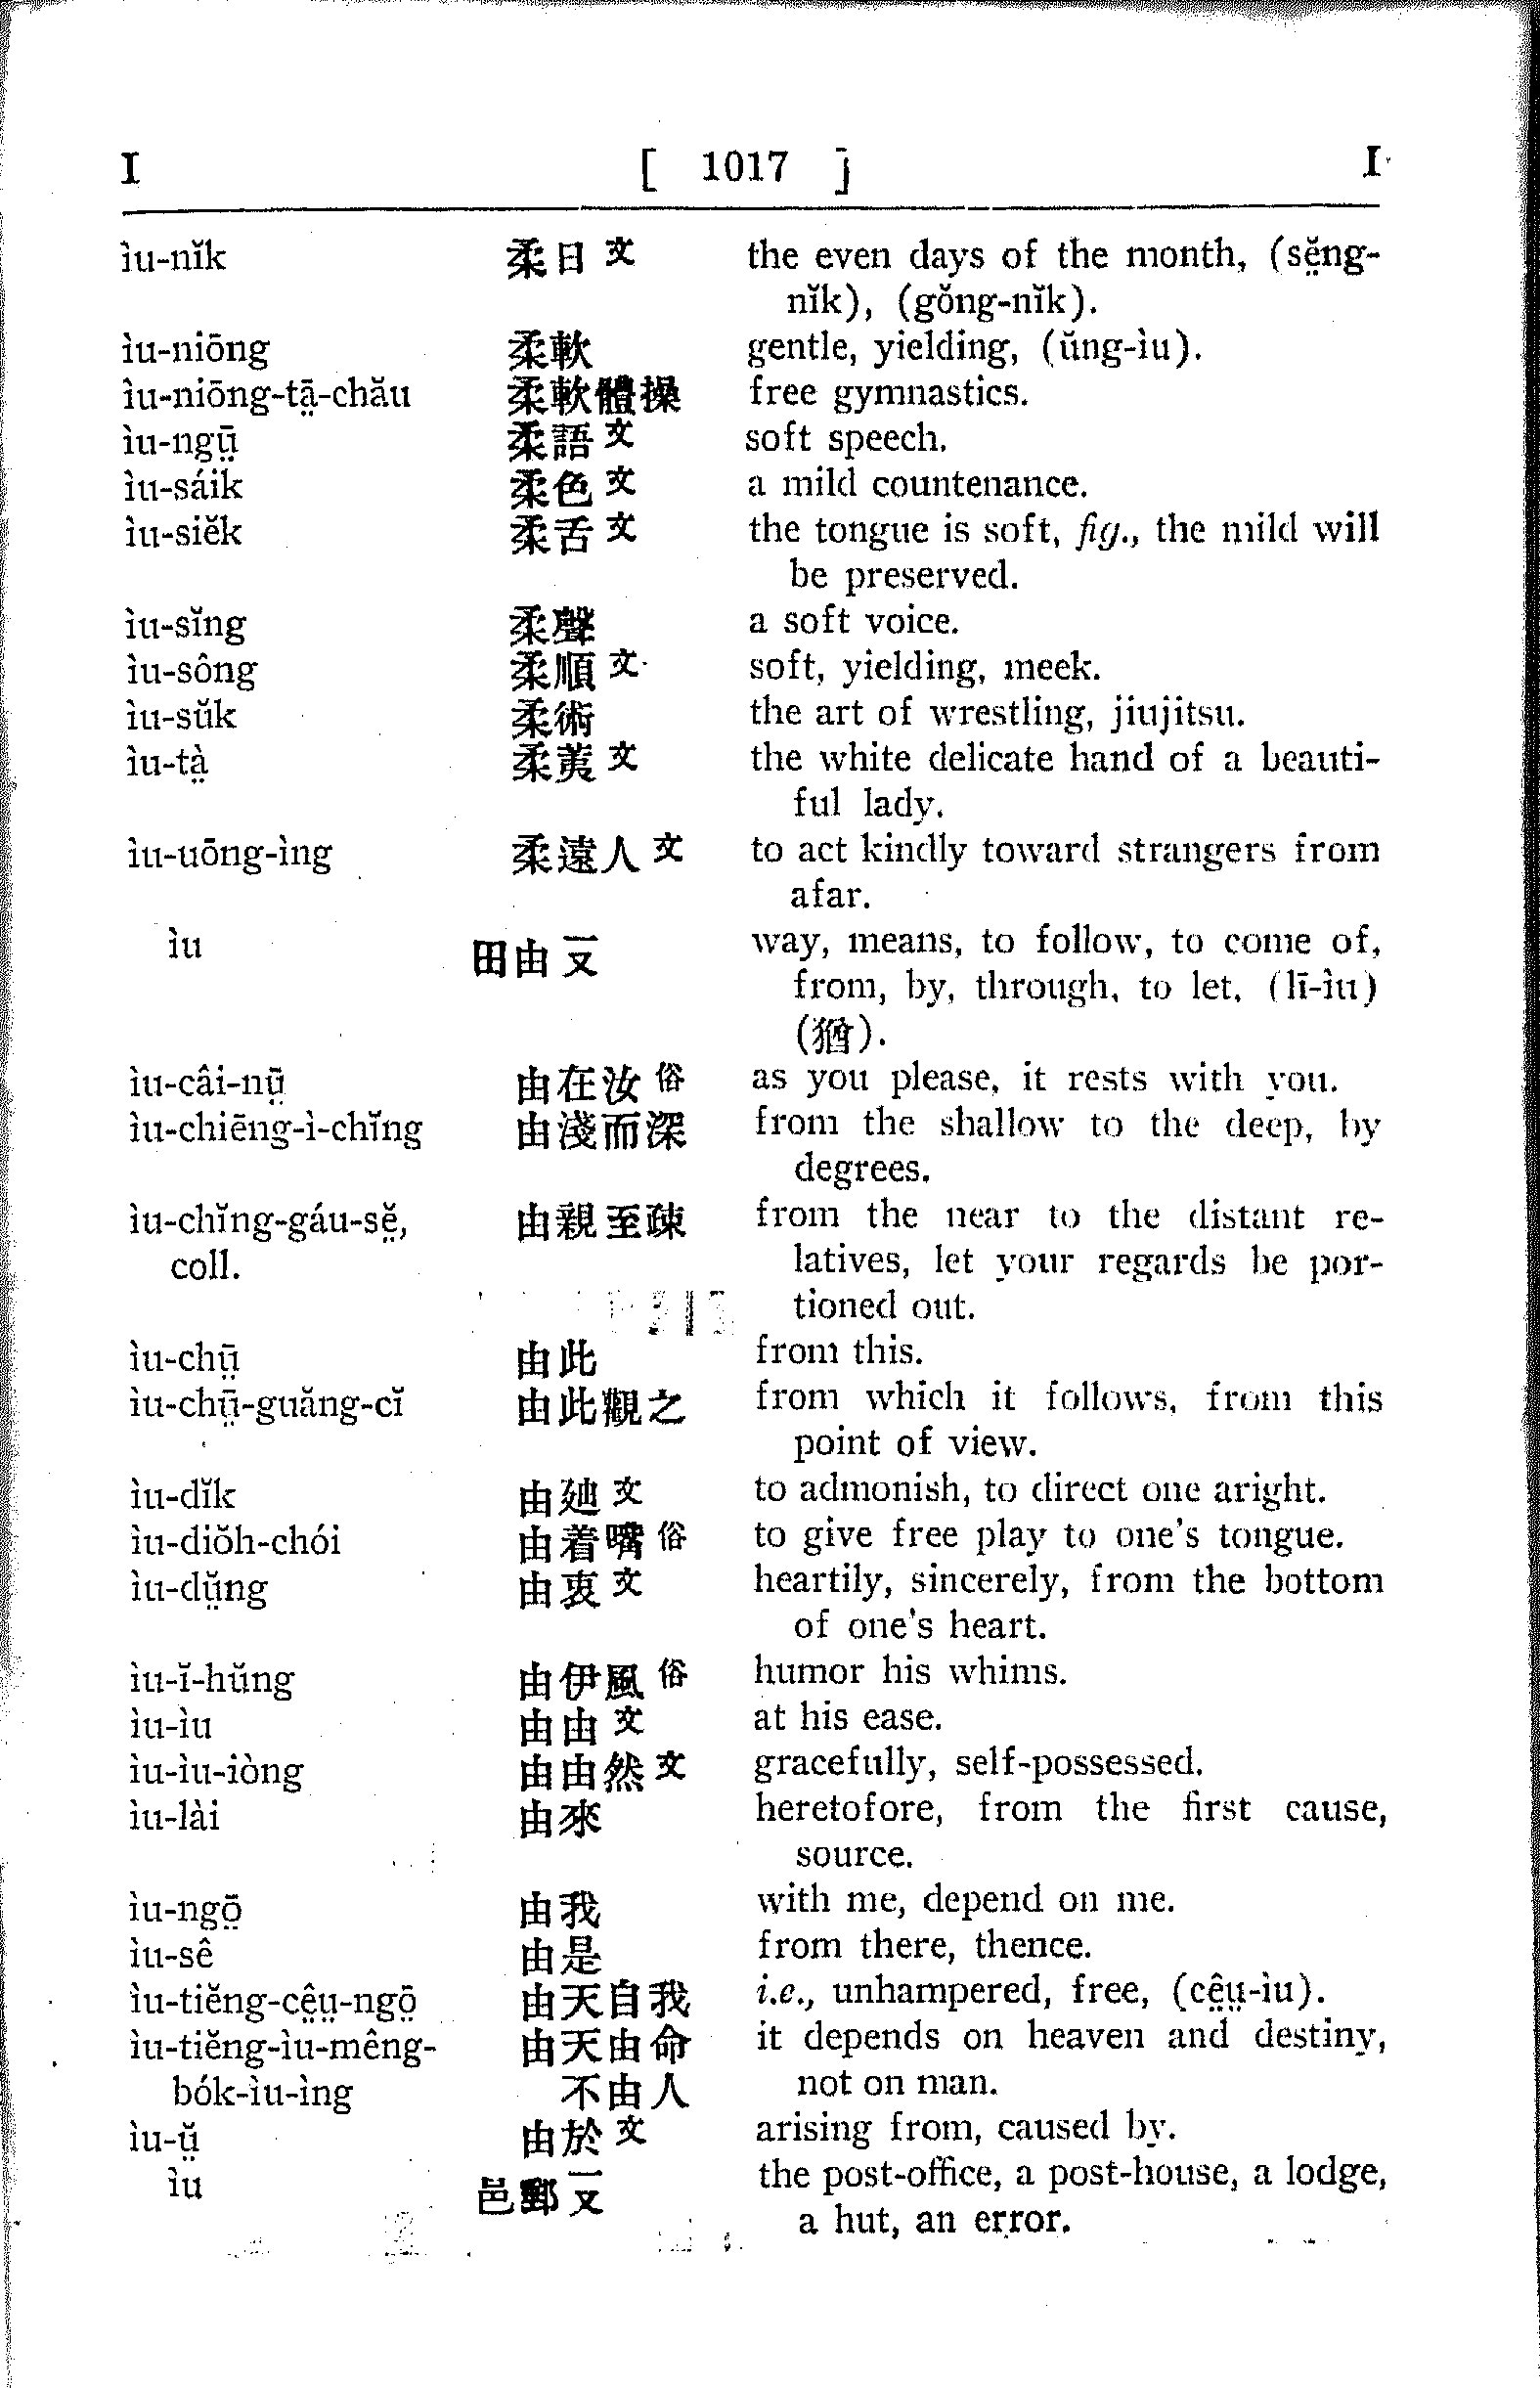 I [ 1017 ] I
ìu-nĭk 柔日文 the even days of the month, (sĕ̤ng-
nĭk), (gŏng-nĭk).
ìu-niōng 柔軟 gentle, yielding, (ŭng-ìu).
ìu-niōng-tā̤-chău 柔軟體操 free gymnastics.
ìu-ngṳ̄ 柔語文 soft speech.
ìu-sáik 柔色文 a mild countenance.
ìu-siĕk 柔舌文 the tongue is soft, fig., the mild will
be preserved.
ìu-sĭng 柔聲 a soft voice.
ìu-sông 柔順文 soft, yielding, meek.
ìu-sŭk 柔術 the art of wrestling, jiujitsu.
ìu-tà̤ 柔荑文 the white delicate hand of a beauti-
ful lady.
ìu-uōng-ìng 柔遠人文 to act kindly toward strangers from
afar.
ìu 田由一又 way, means, to follow, to come of,
from, by, through, to let, (lī-ìu)
(猶).
ìu-câi-nṳ̄ 由在汝俗 as you please, it rests with you.
ìu-chiēng-ì-chĭng 由淺而深 from the shallow to the deep, by
degrees.
ìu-chĭng-gáu-sĕ̤, 由親至疎 from the near to the distant re-
coll. latives, let your regards be por-
tioned out.
ìu-chṳ̄ 由此 from this.
ìu-chṳ̄-guăng-cĭ 由此觀之 from which it follows, from this
point of view.
ìu-dĭk 由迪文 to admonish, to direct one aright.
ìu-diŏh-chói 由着嘴俗 to give free play to one's tongue.
ìu-dṳ̆ng 由衷文 heartily, sincerely, from the bottom
of one's heart.
ìu-ĭ-hŭng 由伊風俗 humor his whims.
ìu-ìu 由由文 at his ease.
ìu-ìu-iòng 由由然文 gracefully, self-possessed.
ìu-lài 由來 heretofore, from the first cause,
source.
ìu-ngō̤ 由我 with me, depend on me.
ìu-sê 由是 from there, thence.
ìu-tiĕng-cê̤ṳ-ngō̤ 由天自我 i.e., unhampered, free, (cê̤ṳ-ìu).
ìu-tiĕng-ìu-mêng- 由天由命 it depends on heaven and destiny,
bók-ìu-ìng 不由人 not on man.
ìu-ṳ̆ 由於文 arising from, caused by.
ìu 邑郵一又 the post-office, a post-house, a lodge,
a hut, an error.